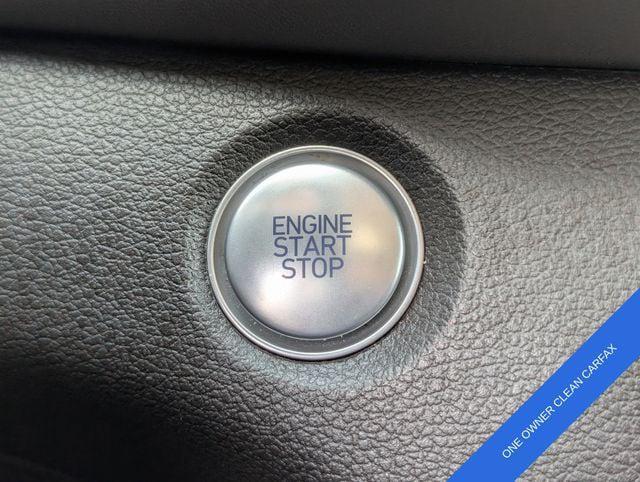 ENGINE
START
STOP
ONE OWNER CLEAN CARFAX